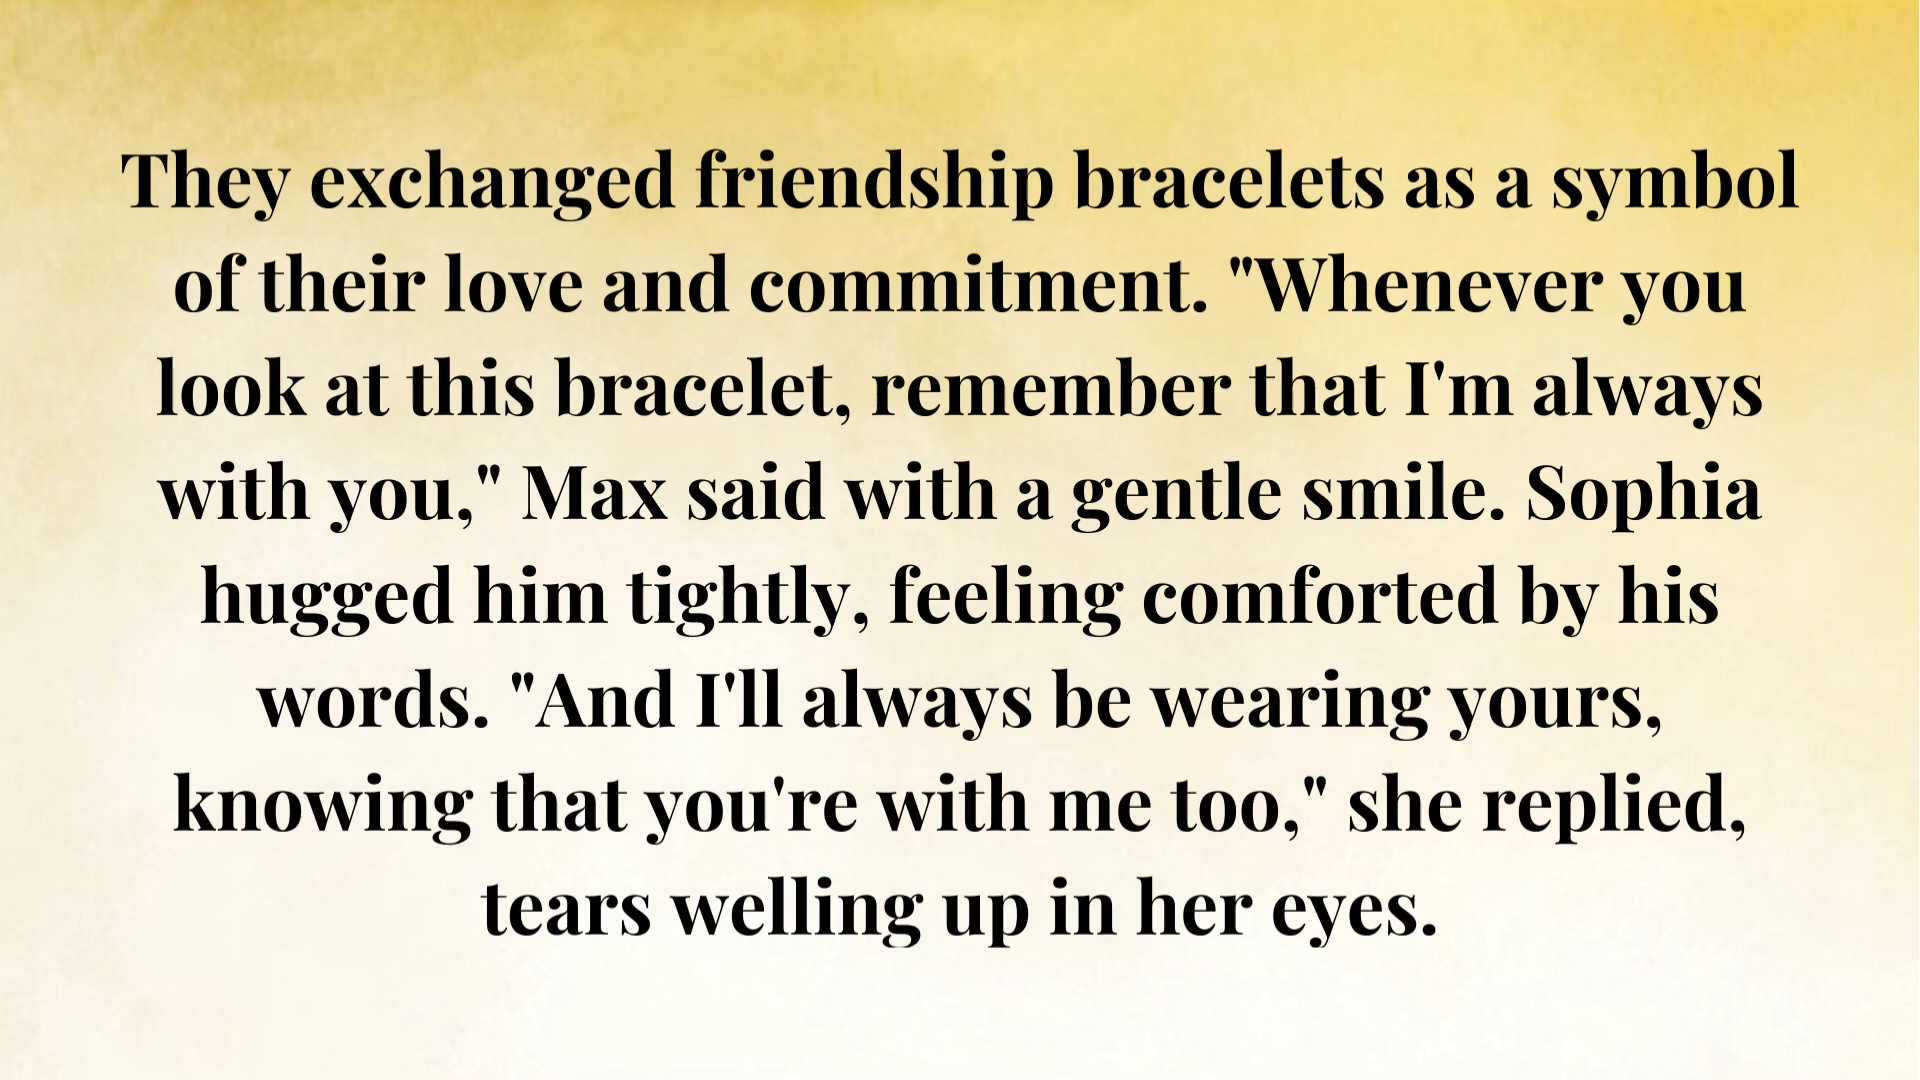 They exchanged friendship bracelets as a symbol
of their love and commitment. "Whenever you
look at this bracelet, remember that I'm always
with you," Max said with a gentle smile. Sophia
hugged him tightly, feeling comforted by his
words. "And I'll always be wearing yours,
knowing that you're with me too," she replied,
tears welling up in her eyes.